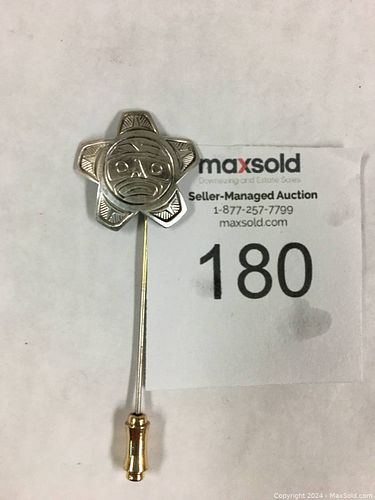 maxsold
Downsizing and Estate Sales
Seller-Managed Auction
1-877-257-7799
maxsold.com
180
Copyright 2024 - MaxSold.com